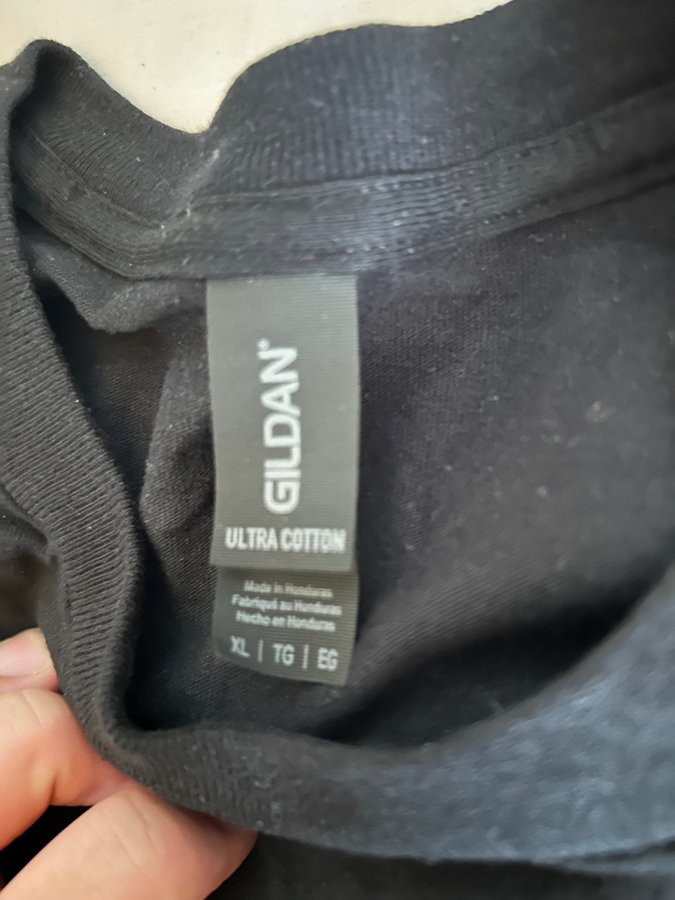 GILDAN®
ULTRA COTTON
Made in Honduras
Fabriqué au Honduras
Hecho en Honduras
XL | TG | EG